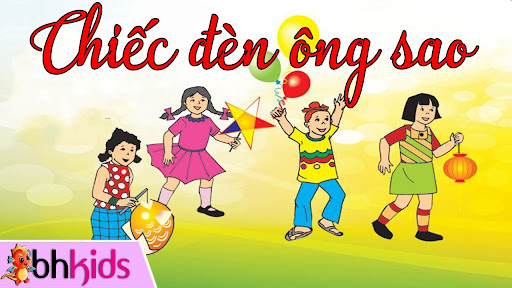 Chiếc đèn ông sao
bhkids